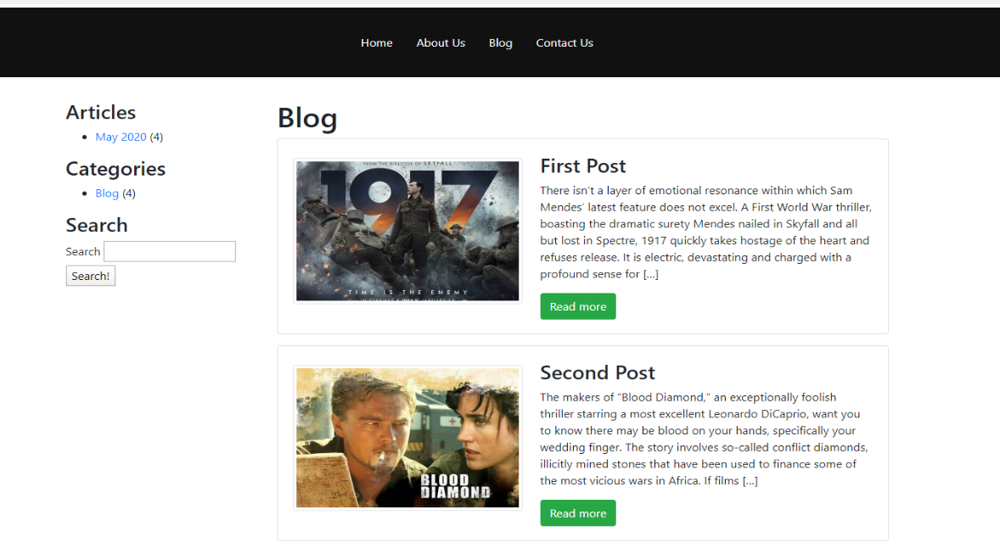 Home About Us Blog Contact Us
Articles
May 2020 (4)
Categories
Blog (4)
Search
Search
Search!
Blog
FROM THE DIRECTOR OF SKYFALL
1917
TIME IS THE ENEMY
First Post
There isn’t a layer of emotional resonance within which Sam
Mendes’ latest feature does not excel. A First World War thriller,
boasting the dramatic surety Mendes nailed in Skyfall and all
but lost in Spectre, 1917 quickly takes hostage of the heart and
refuses release. It is electric, devastating and charged with a
profound sense for […]
Read more
BLOOD
DIAMOND
Second Post
The makers of “Blood Diamond,” an exceptionally foolish
thriller starring a most excellent Leonardo DiCaprio, want you
to know there may be blood on your hands, specifically your
wedding finger. The story involves so-called conflict diamonds,
illicitly mined stones that have been used to finance some of
the most vicious wars in Africa. If films […]
Read more